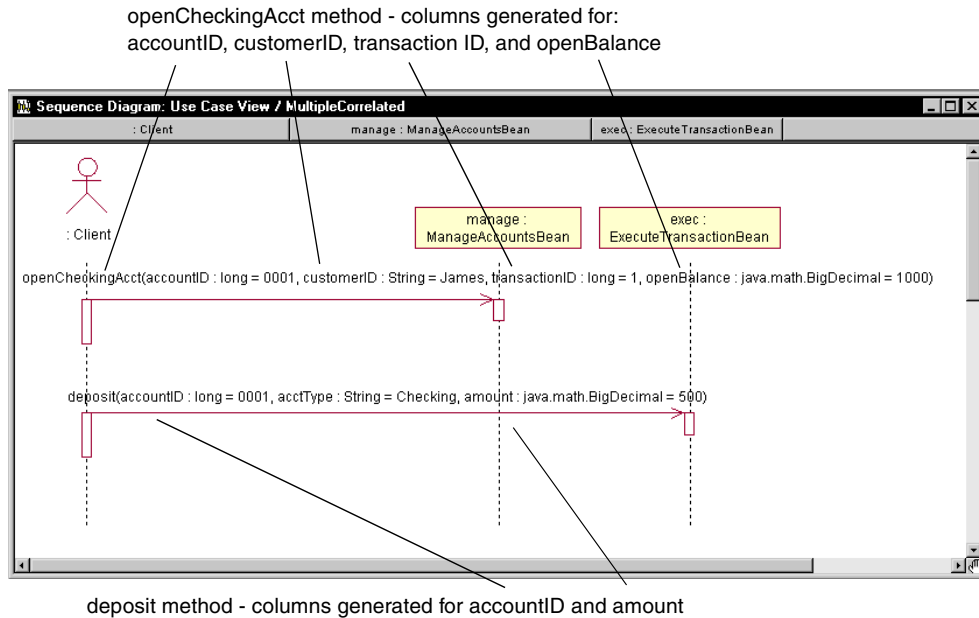 openCheckingAcct method - columns generated for:
accountID, customerID, transaction ID, and openBalance
Sequence Diagram: Use Case View / MultipleCorrelated
: Client
manage : ManageAccountsBean
exec : ExecuteTransactionBean
: Client
manage :
ManageAccountsBean
exec :
ExecuteTransactionBean
openCheckingAcct(accountID : long = 0001, customerID : String = James, transactionID : long = 1, openBalance : java.math.BigDecimal = 1000)
deposit(accountID : long = 0001, acctType : String = Checking, amount : java.math.BigDecimal = 500)
deposit method - columns generated for accountID and amount